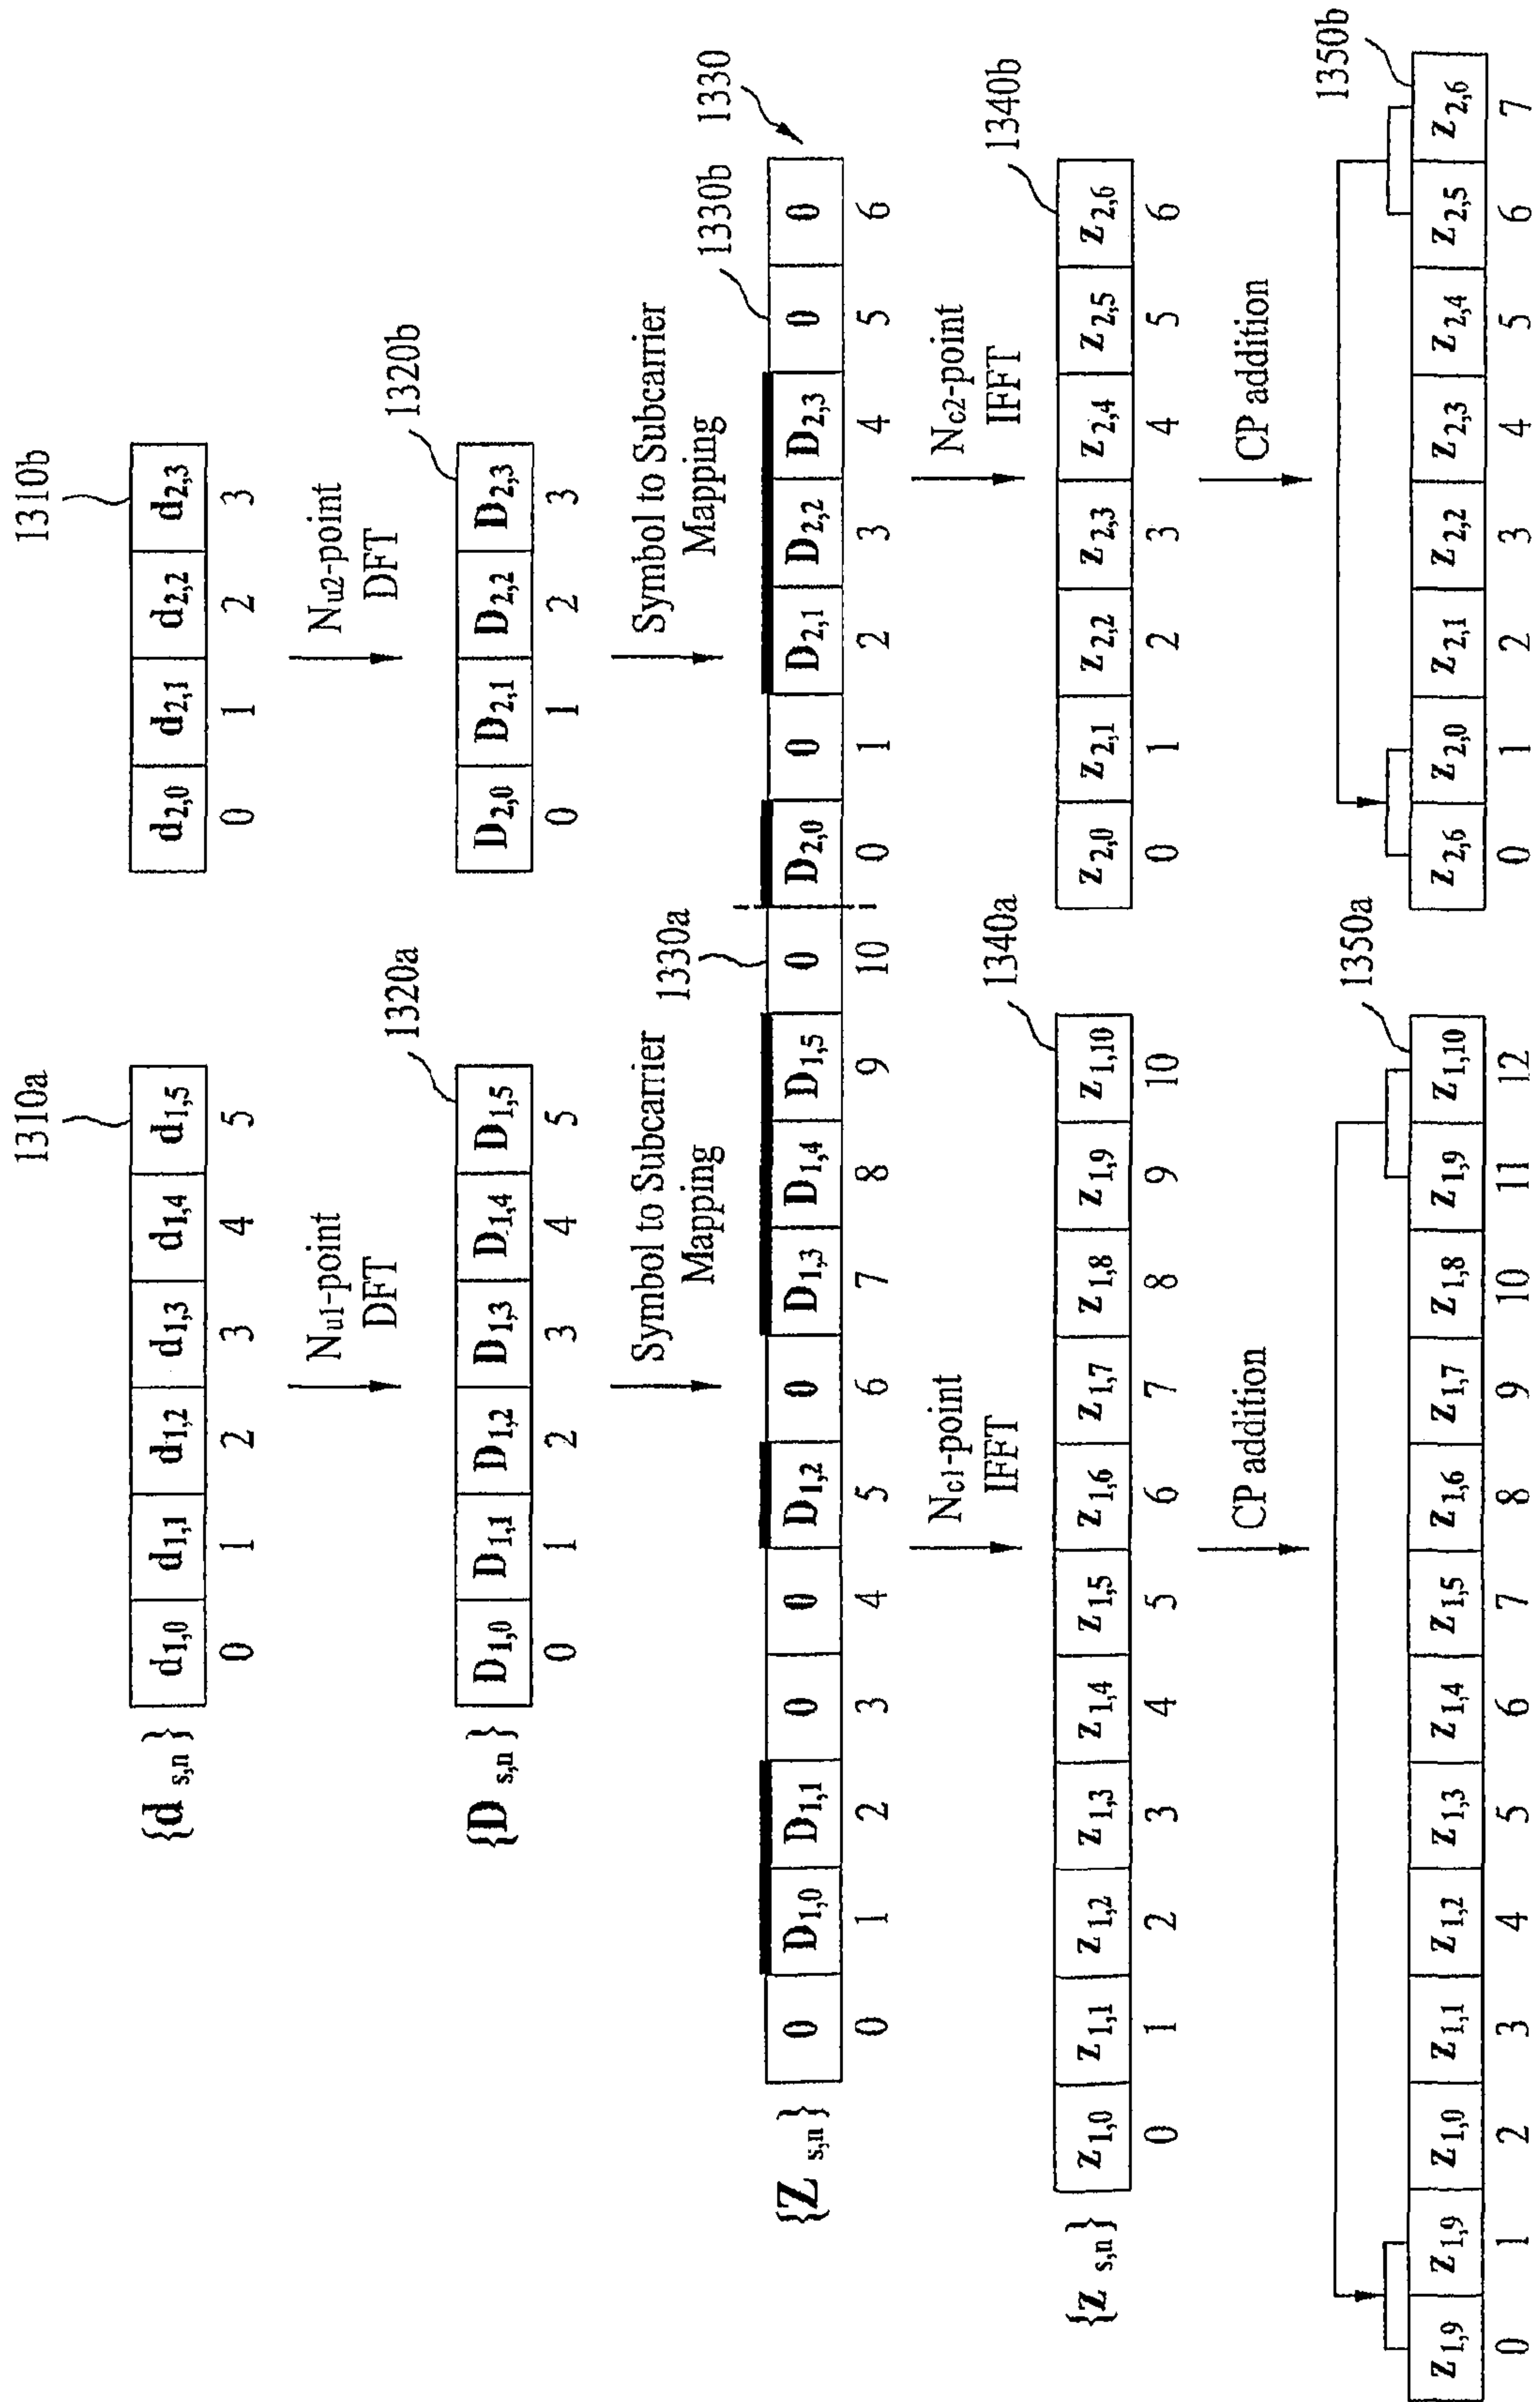 1310a
1310b
{d s,n}
d1,0 d1,1 d1,2 d1,3 d1,4 d1,5
d2,0 d2,1 d2,2 d2,3
0 1 2 3 4 5
0 1 2 3
Nu1-point
DFT
Nu2-point
DFT
1320a
1320b
{D s,n}
D1,0 D1,1 D1,2 D1,3 D1,4 D1,5
D2,0 D2,1 D2,2 D2,3
0 1 2 3 4 5
0 1 2 3
Symbol to Subcarrier
Mapping
Symbol to Subcarrier
Mapping
1330a
1330b
1330
{Z s,n}
0 D1,0 D1,1 0 0 D1,2 0 D1,3 D1,4 D1,5 0 D2,0 0 D2,1 D2,2 D2,3 0 0
0 1 2 3 4 5 6 7 8 9 10 0 1 2 3 4 5 6
Nc1-point
IFFT
Nc2-point
IFFT
1340a
1340b
{z s,n}
z1,0 z1,1 z1,2 z1,3 z1,4 z1,5 z1,6 z1,7 z1,8 z1,9 z1,10
z2,0 z2,1 z2,2 z2,3 z2,4 z2,5 z2,6
0 1 2 3 4 5 6 7 8 9 10
0 1 2 3 4 5 6
CP addition
CP addition
1350a
1350b
z1,9 z1,9 z1,0 z1,1 z1,2 z1,3 z1,4 z1,5 z1,6 z1,7 z1,8 z1,9 z1,10
z2,6 z2,0 z2,1 z2,2 z2,3 z2,4 z2,5 z2,6
0 1 2 3 4 5 6 7 8 9 10 11 12
0 1 2 3 4 5 6 7